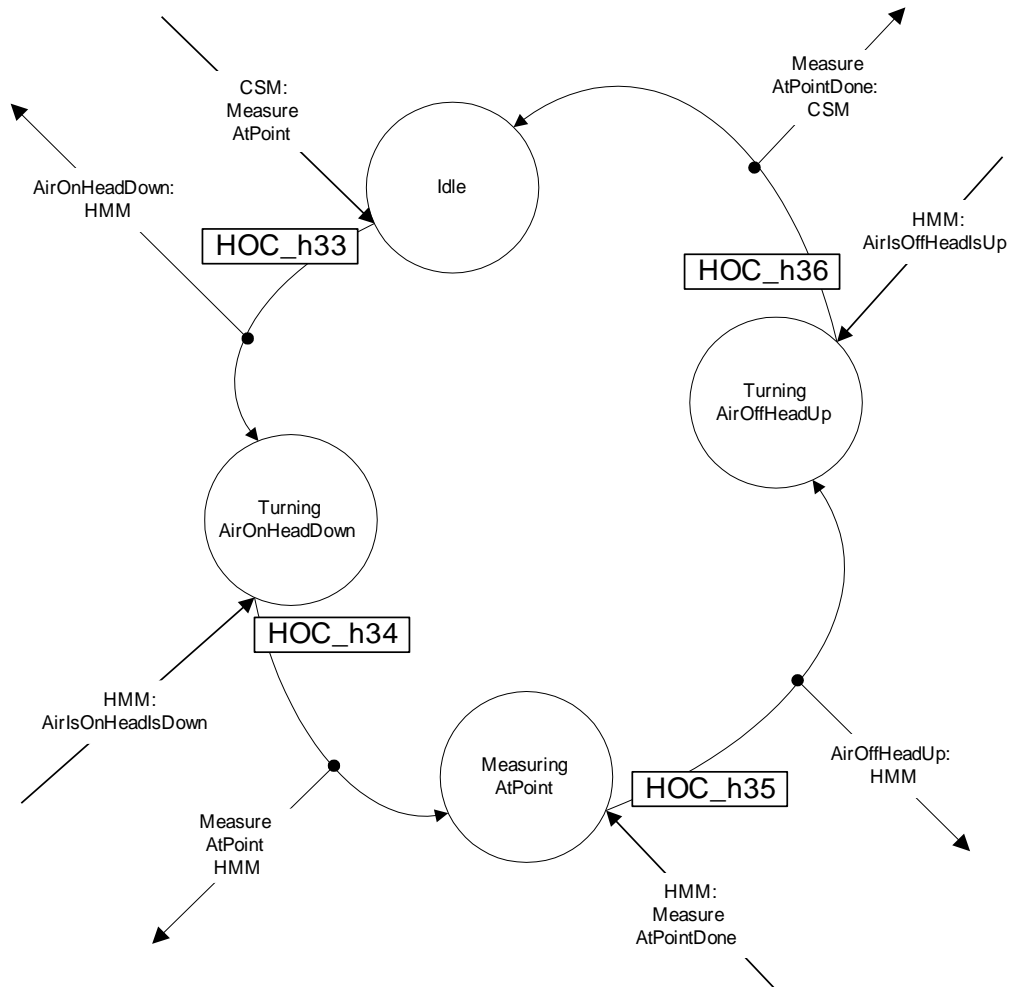 Measure
AtPointDone:
CSM
CSM:
Measure
AtPoint
AirOnHeadDown:
HMM
Idle
HMM:
AirIsOffHeadIsUp
HOC_h33
HOC_h36
Turning
AirOffHeadUp
Turning
AirOnHeadDown
HOC_h34
HMM:
AirIsOnHeadIsDown
Measuring
AtPoint
AirOffHeadUp:
HMM
HOC_h35
Measure
AtPoint
HMM
HMM:
Measure
AtPointDone